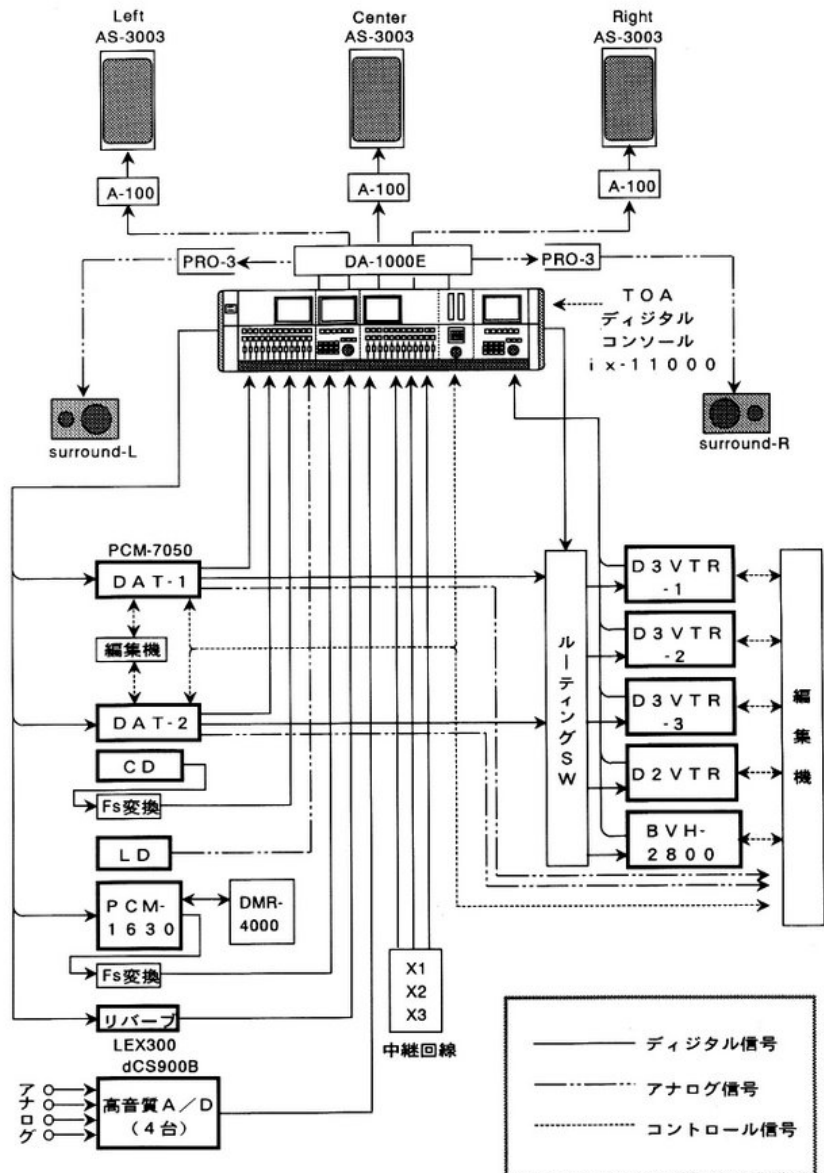 Left
AS-3003
Center
AS-3003
Right
AS-3003
A-100
A-100
A-100
PRO-3
DA-1000E
PRO-3
TOA
ディジタル
コンソール
ix-11000
surround-L
surround-R
PCM-7050
DAT-1
編集機
DAT-2
CD
Fs変換
LD
PCM-
1630
DMR-
4000
Fs変換
リバーブ
LEX300
dCS900B
アナログ
高音質A/D
(4台)
X1
X2
X3
中継回線
ルーティングSW
D3VTR
-1
D3VTR
-2
D3VTR
-3
D2VTR
BVH-
2800
編集機
ディジタル信号
アナログ信号
コントロール信号